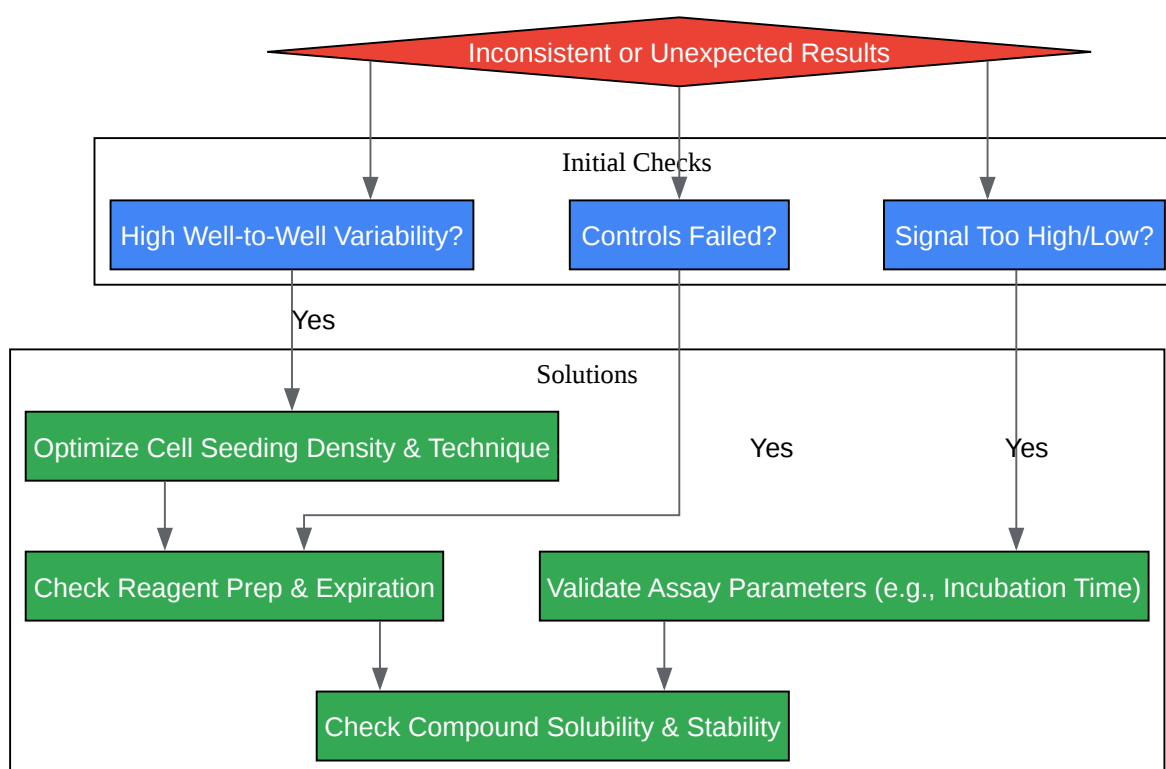 Inconsistent or Unexpected Results
Initial Checks
High Well-to-Well Variability?
Controls Failed?
Signal Too High/Low?
Yes
Solutions
Optimize Cell Seeding Density & Technique
Yes
Yes
Check Reagent Prep & Expiration
Validate Assay Parameters (e.g., Incubation Time)
Check Compound Solubility & Stability